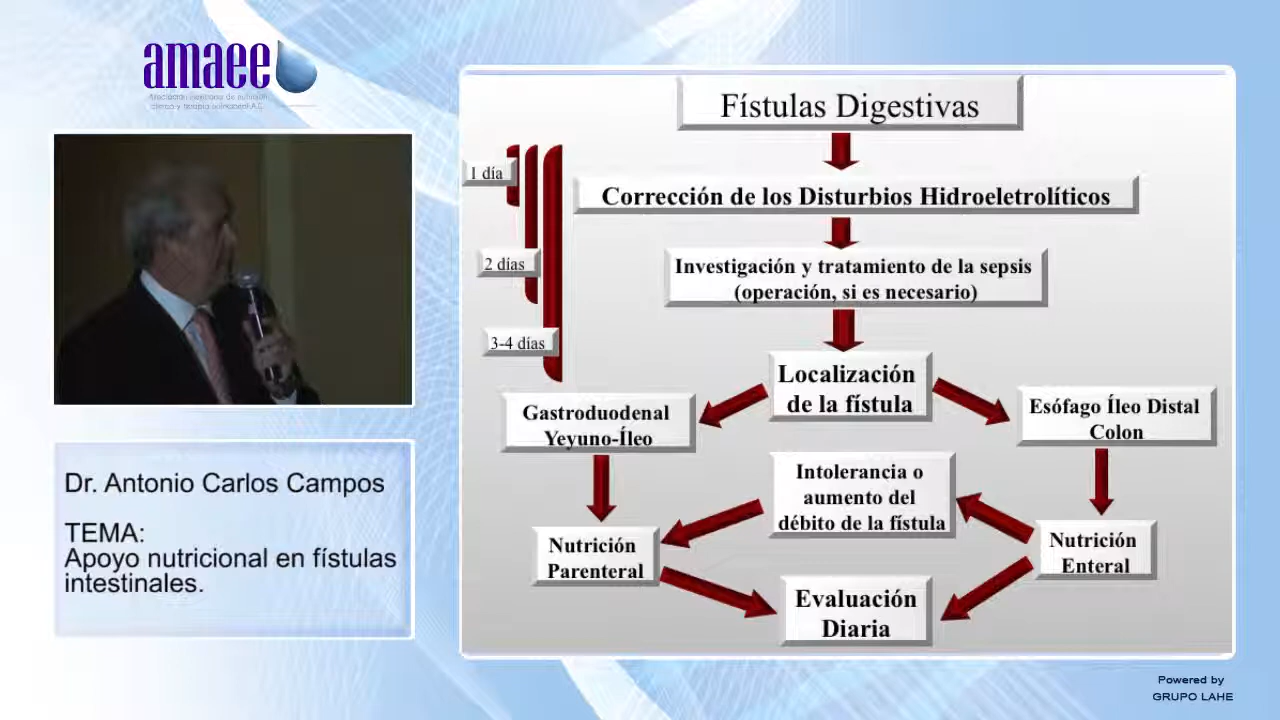 amaee
Asociación mexicana de nutrición
clínica y terapia nutricional A.C.
Dr. Antonio Carlos Campos
TEMA:
Apoyo nutricional en fístulas
intestinales.
Fístulas Digestivas
1 día
Corrección de los Disturbios Hidroeletrolíticos
2 días
Investigación y tratamiento de la sepsis
(operación, si es necesario)
3-4 días
Localización
de la fístula
Gastroduodenal
Yeyuno-Íleo
Esófago Íleo Distal
Colon
Intolerancia o
aumento del
débito de la fístula
Nutrición
Parenteral
Nutrición
Enteral
Evaluación
Diaria
Powered by
GRUPO LAHE